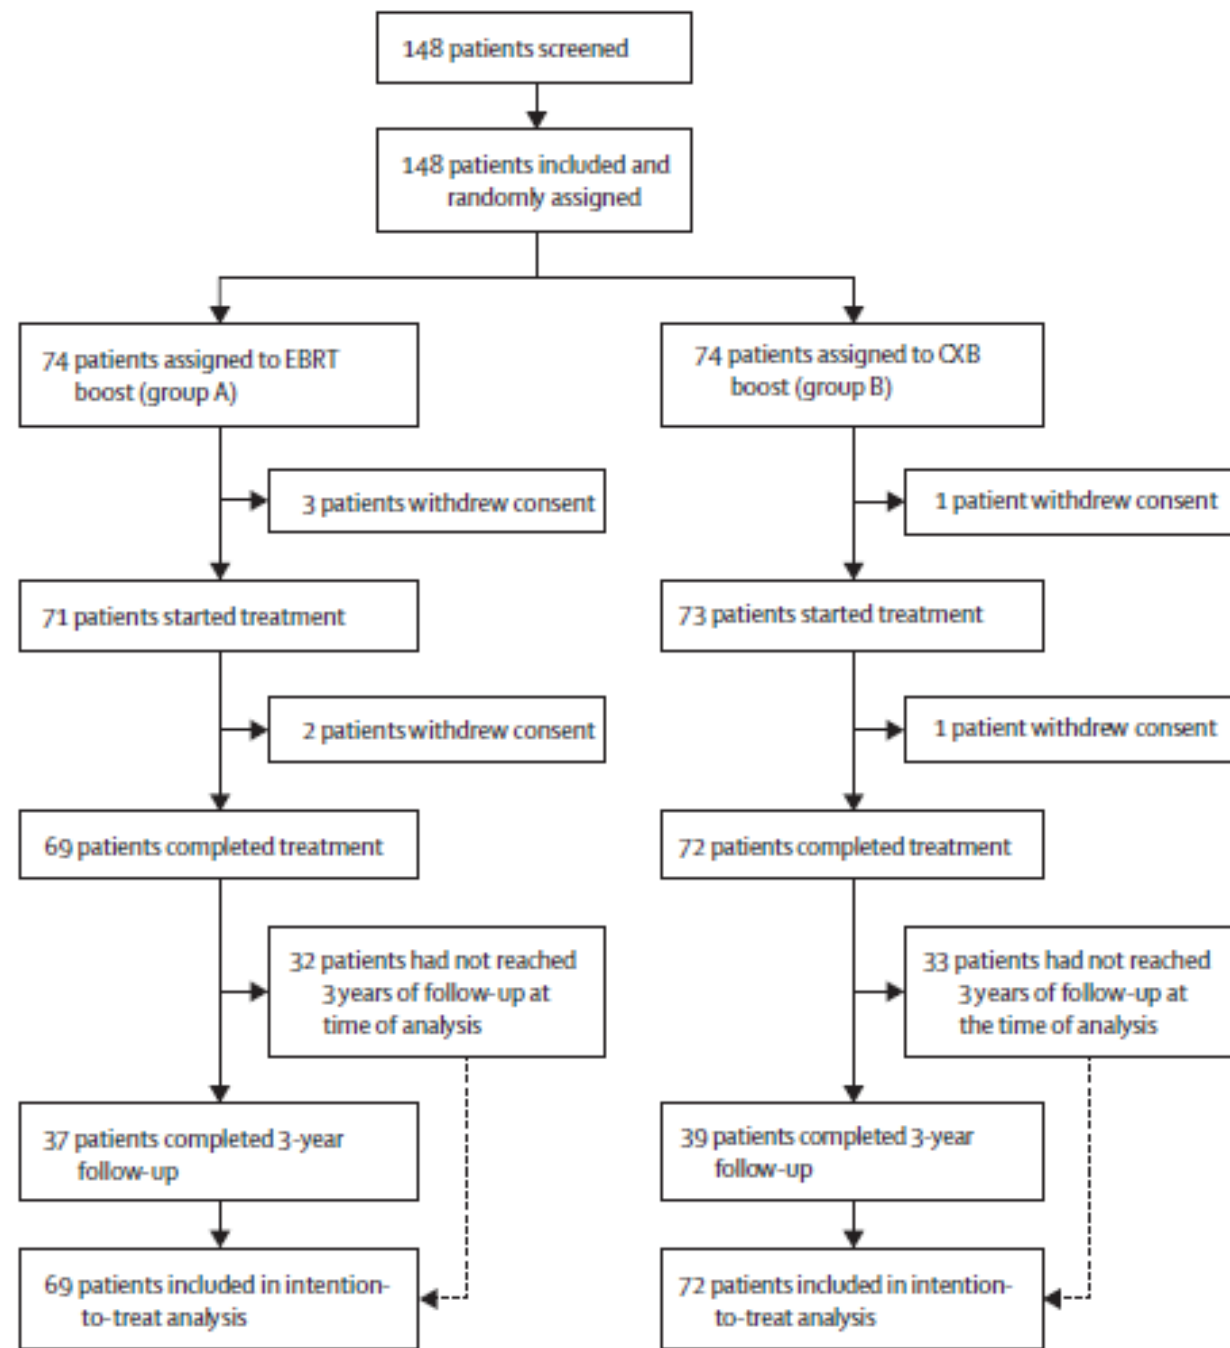 148 patients screened
148 patients included and
randomly assigned
74 patients assigned to EBRT
boost (group A)
74 patients assigned to CXB
boost (group B)
3 patients withdrew consent
1 patient withdrew consent
71 patients started treatment
73 patients started treatment
2 patients withdrew consent
1 patient withdrew consent
69 patients completed treatment
72 patients completed treatment
32 patients had not reached
3 years of follow-up at
time of analysis
33 patients had not reached
3 years of follow-up at
the time of analysis
37 patients completed 3-year
follow-up
39 patients completed 3-year
follow-up
69 patients included in intention-
to-treat analysis
72 patients included in intention-
to-treat analysis